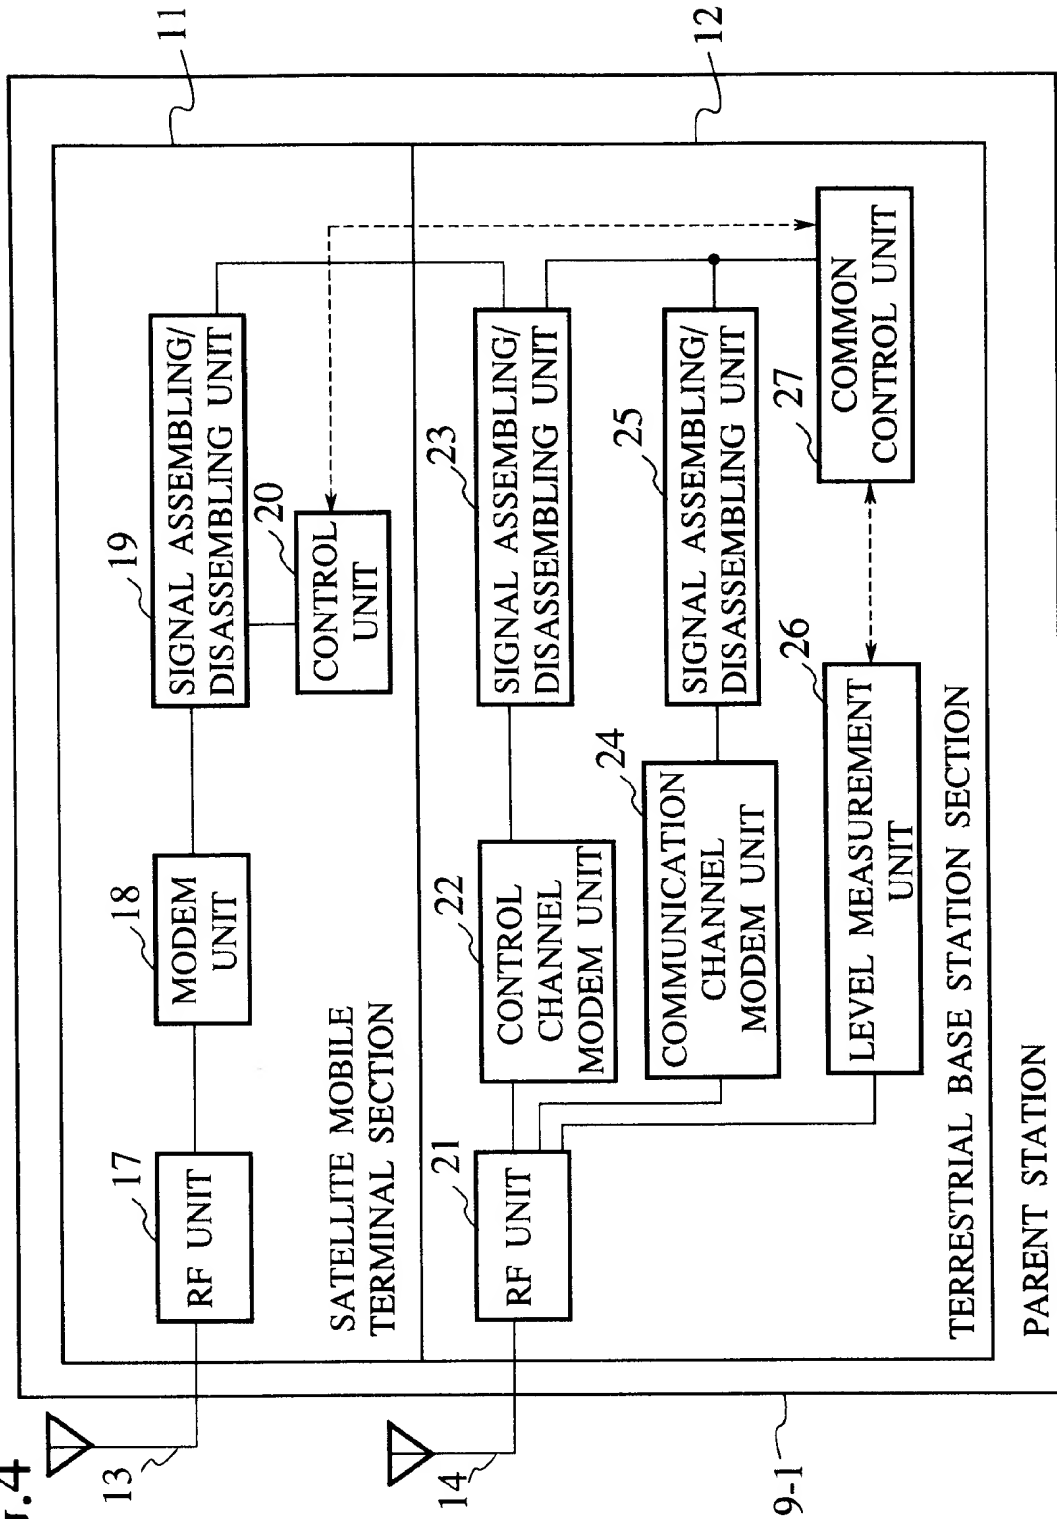 .4
11
12
13
14
9-1
17
RF UNIT
18
MODEM
UNIT
19
SIGNAL ASSEMBLING/
DISASSEMBLING UNIT
20
CONTROL
UNIT
SATELLITE MOBILE
TERMINAL SECTION
21
RF UNIT
22
CONTROL
CHANNEL
MODEM UNIT
23
SIGNAL ASSEMBLING/
DISASSEMBLING UNIT
24
COMMUNICATION
CHANNEL
MODEM UNIT
25
SIGNAL ASSEMBLING/
DISASSEMBLING UNIT
26
LEVEL MEASUREMENT
UNIT
27
COMMON
CONTROL UNIT
TERRESTRIAL BASE STATION SECTION
PARENT STATION